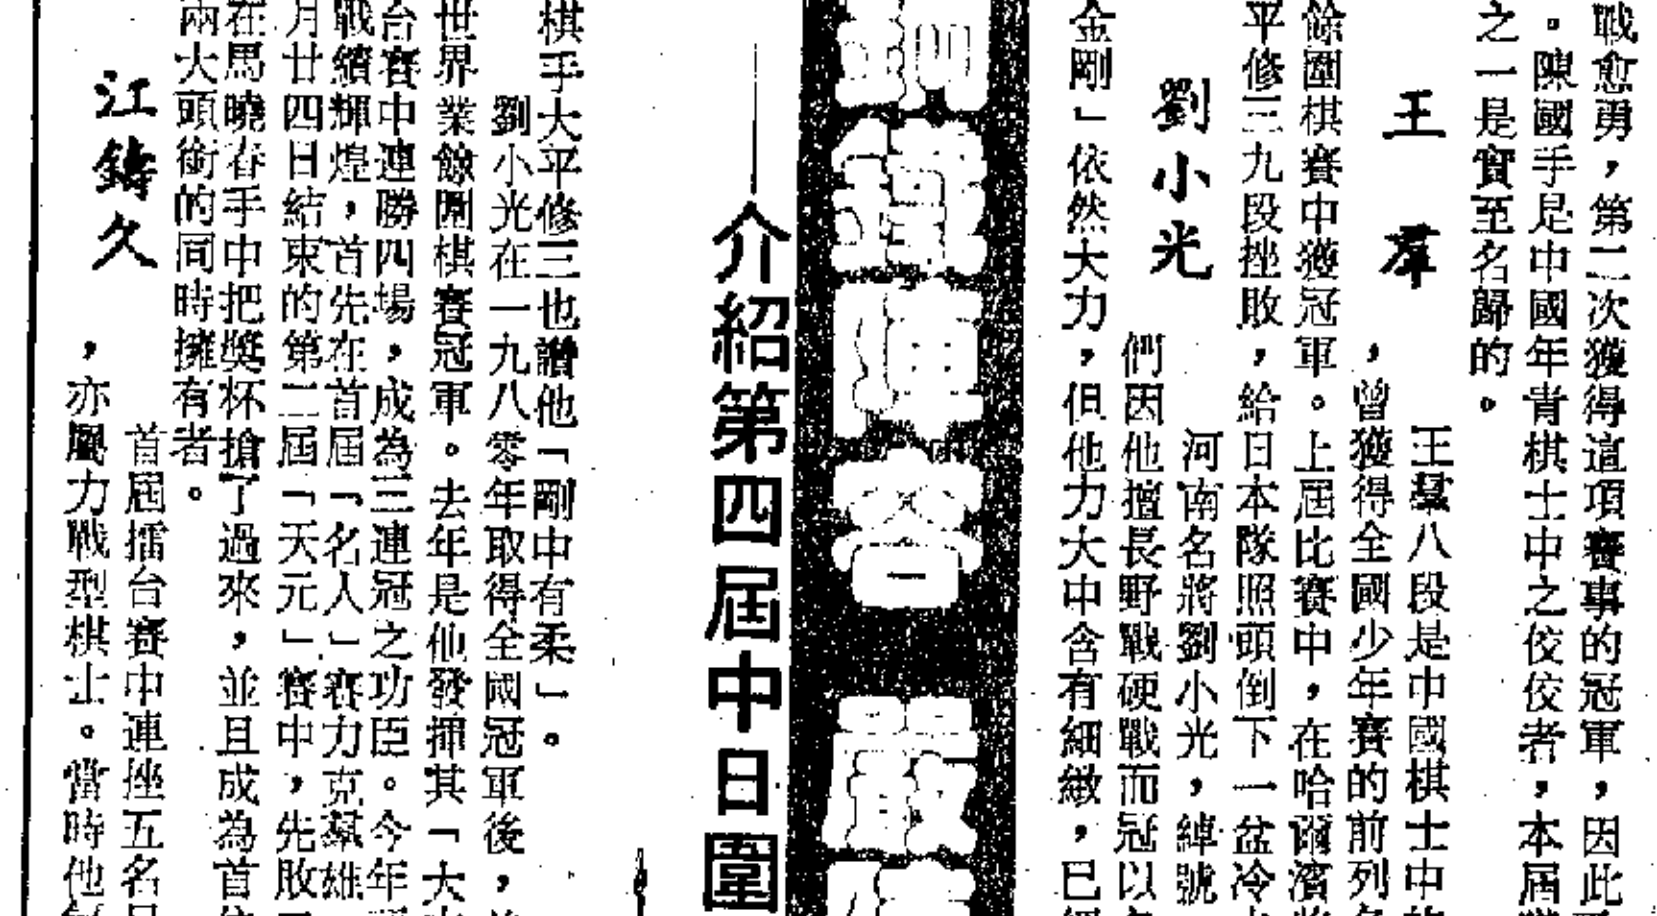 戰愈勇，第二次獲得這項賽事的冠軍，因此
。陳國手是中國年青棋士中之佼佼者，本屆
之一是實至名歸的。
王羣
王羣八段是中國棋士中
，曾獲得全國少年賽的前列
餘圍棋賽中獲冠軍。上屆比賽中，在哈爾濱
平修三九段挫敗，給日本隊照頭倒下一盆冷
劉小光
河南名將劉小光，綽號
們因他擅長野戰硬戰而冠以
金剛」依然大力，但他力大中含有細緻，已
介紹第四屆中日圍
棋手大平修三也讚他「剛中有柔」。
劉小光在一九八零年取得全國冠軍後，
世界業餘圍棋賽冠軍。去年是他發揮其「大
台賽中連勝四場，成為三連冠之功臣。今年
戰績輝煌，首先在首屆「名人」賽力克羣雄
月廿四日結束的第二屆「天元」賽中，先敗
在馬曉春手中把獎杯搶了過來，並且成為首
兩大頭銜的同時擁有者。
江鑄久
首屆擂台賽中連挫五名
，亦屬力戰型棋士。當時他